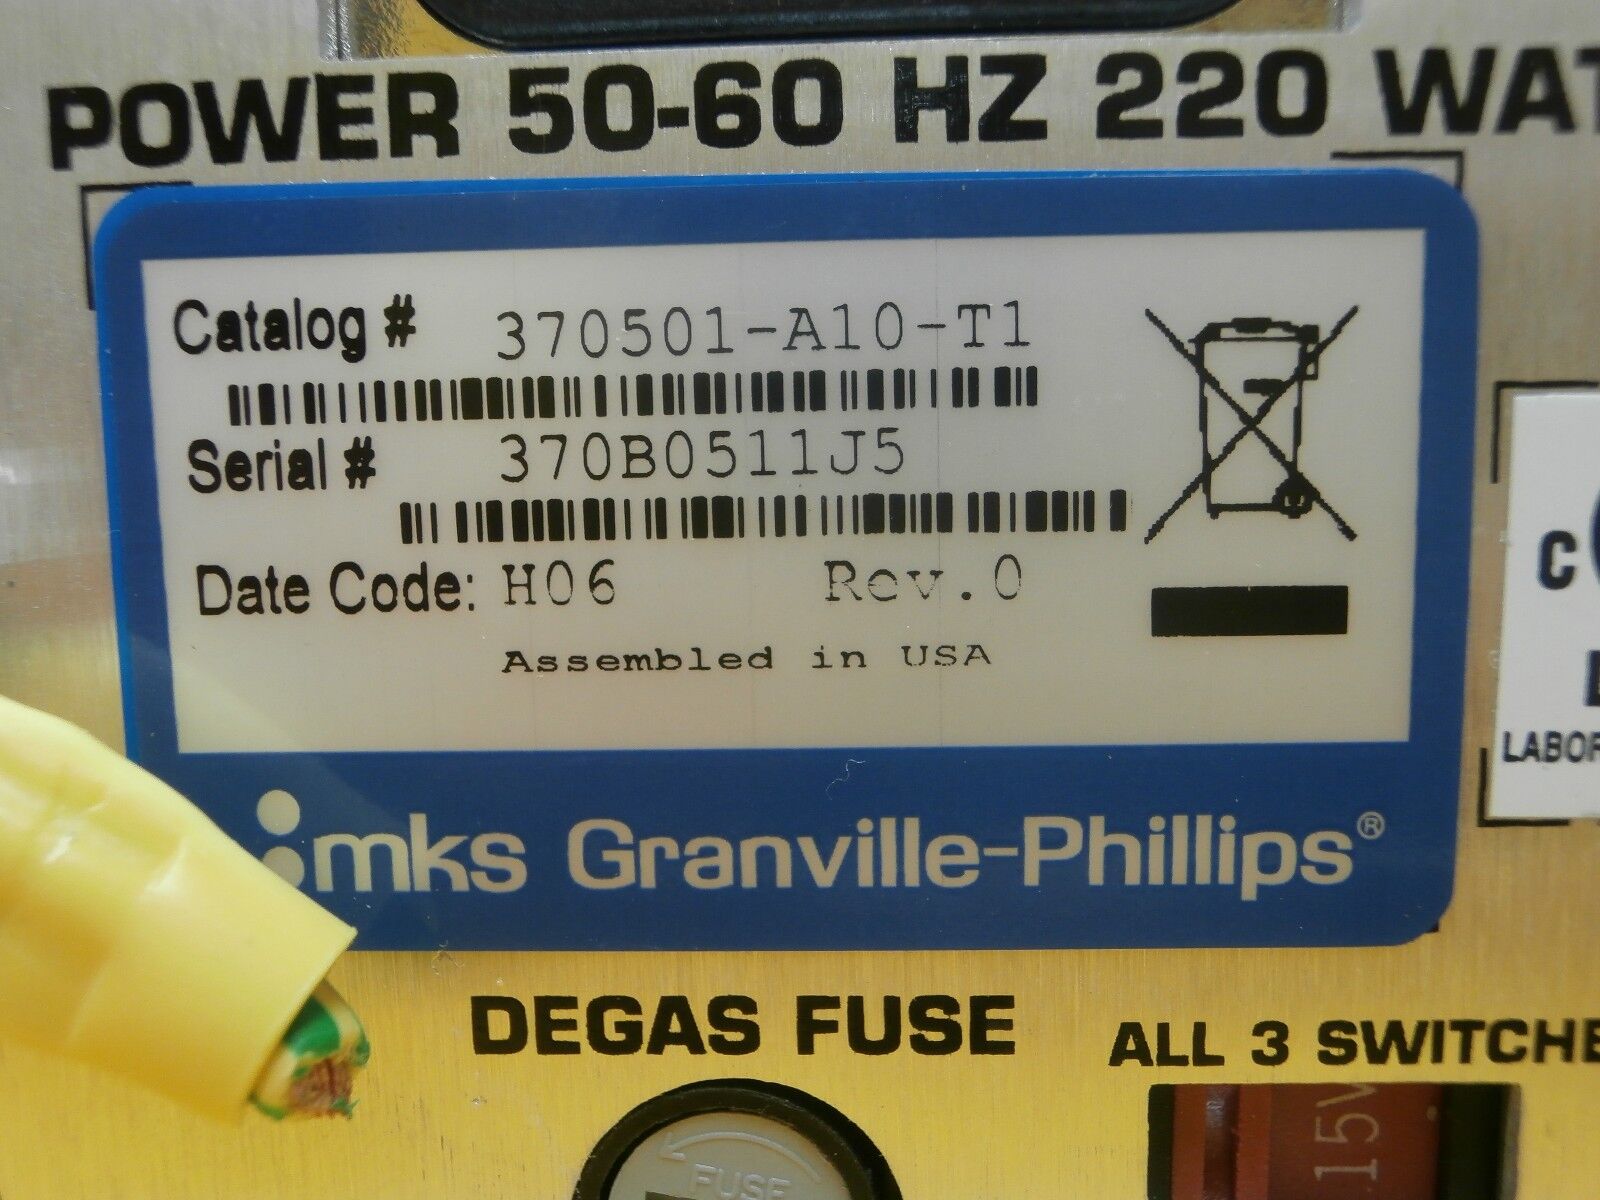 POWER 50-60 HZ 220 WAT
Catalog # 370501-A10-T1
Serial # 370B0511J5
Date Code: H06 Rev.0
Assembled in USA
C
LABOR
mks Granville-Phillips®
DEGAS FUSE
ALL 3 SWITCHE
FUSE
115V